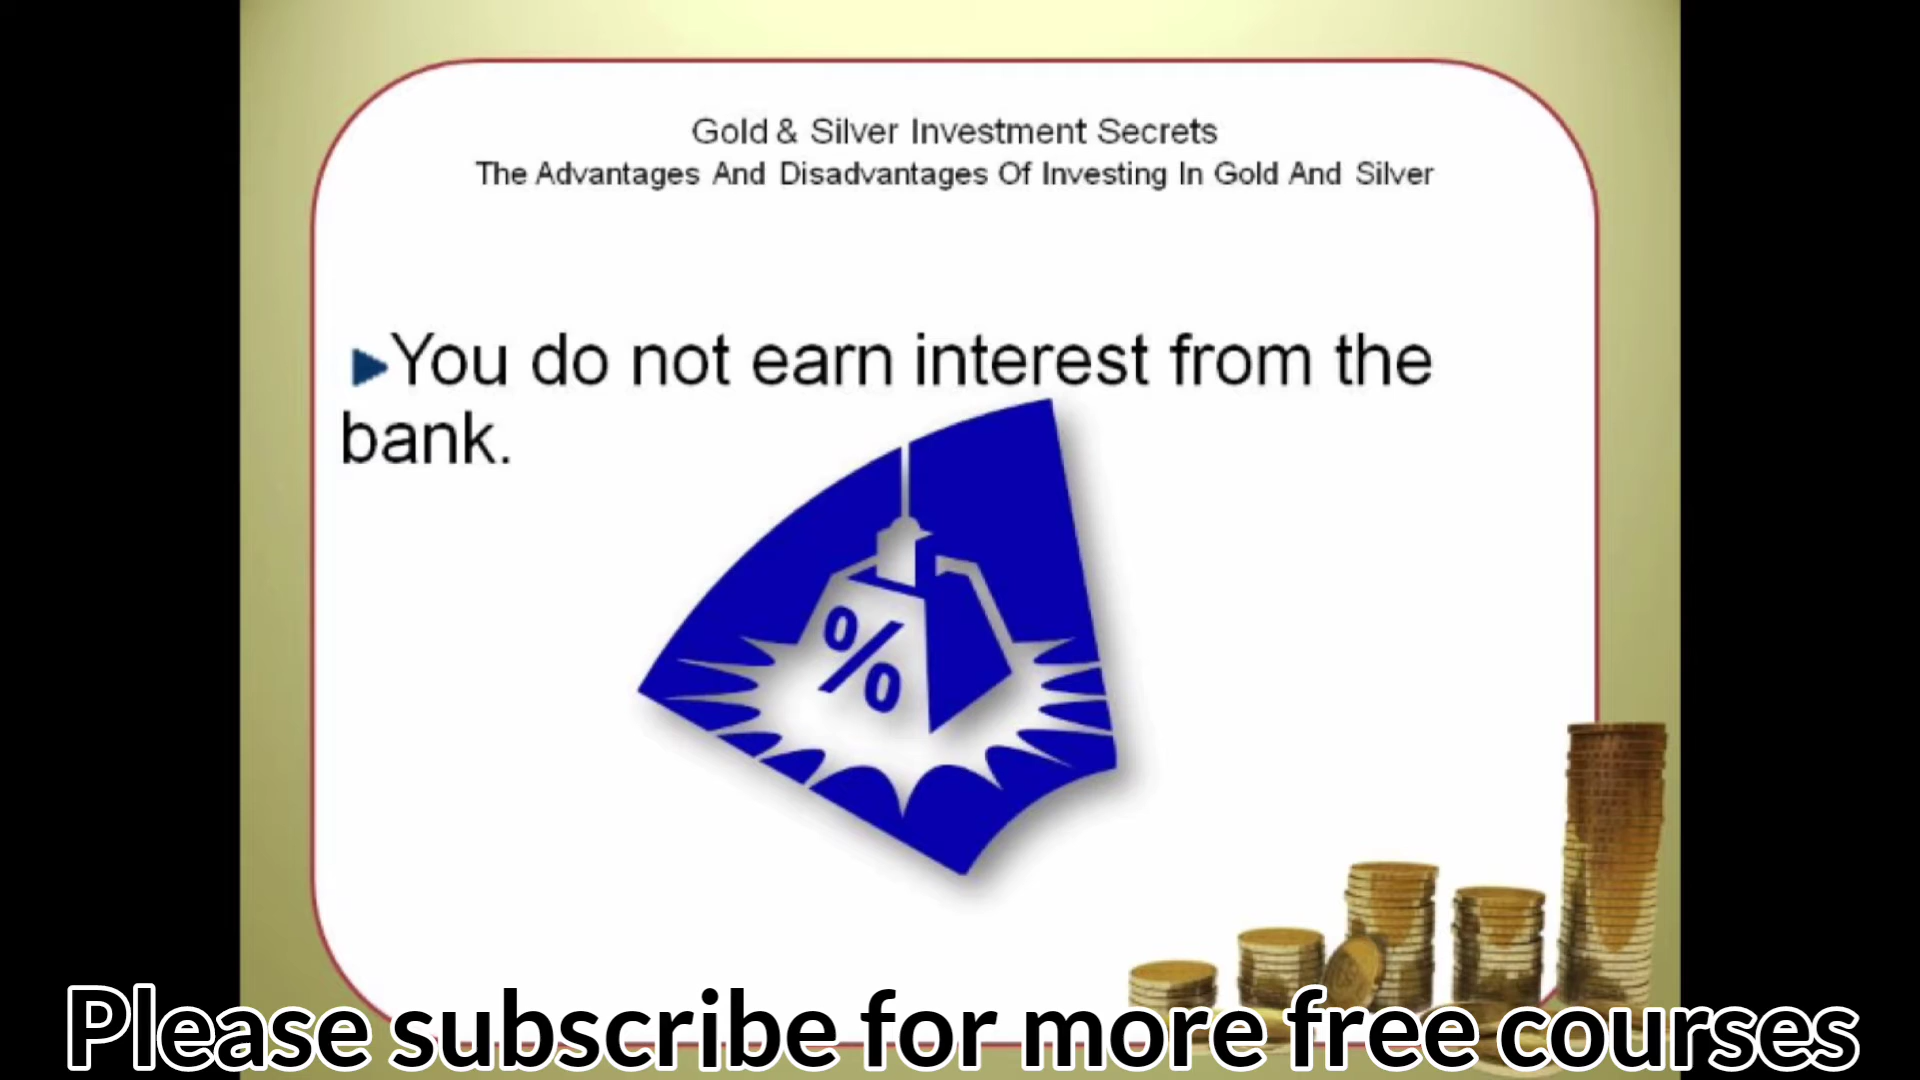 Gold & Silver Investment Secrets
The Advantages And Disadvantages Of Investing In Gold And Silver
►You do not earn interest from the
bank.
%
Please subscribe for more free courses